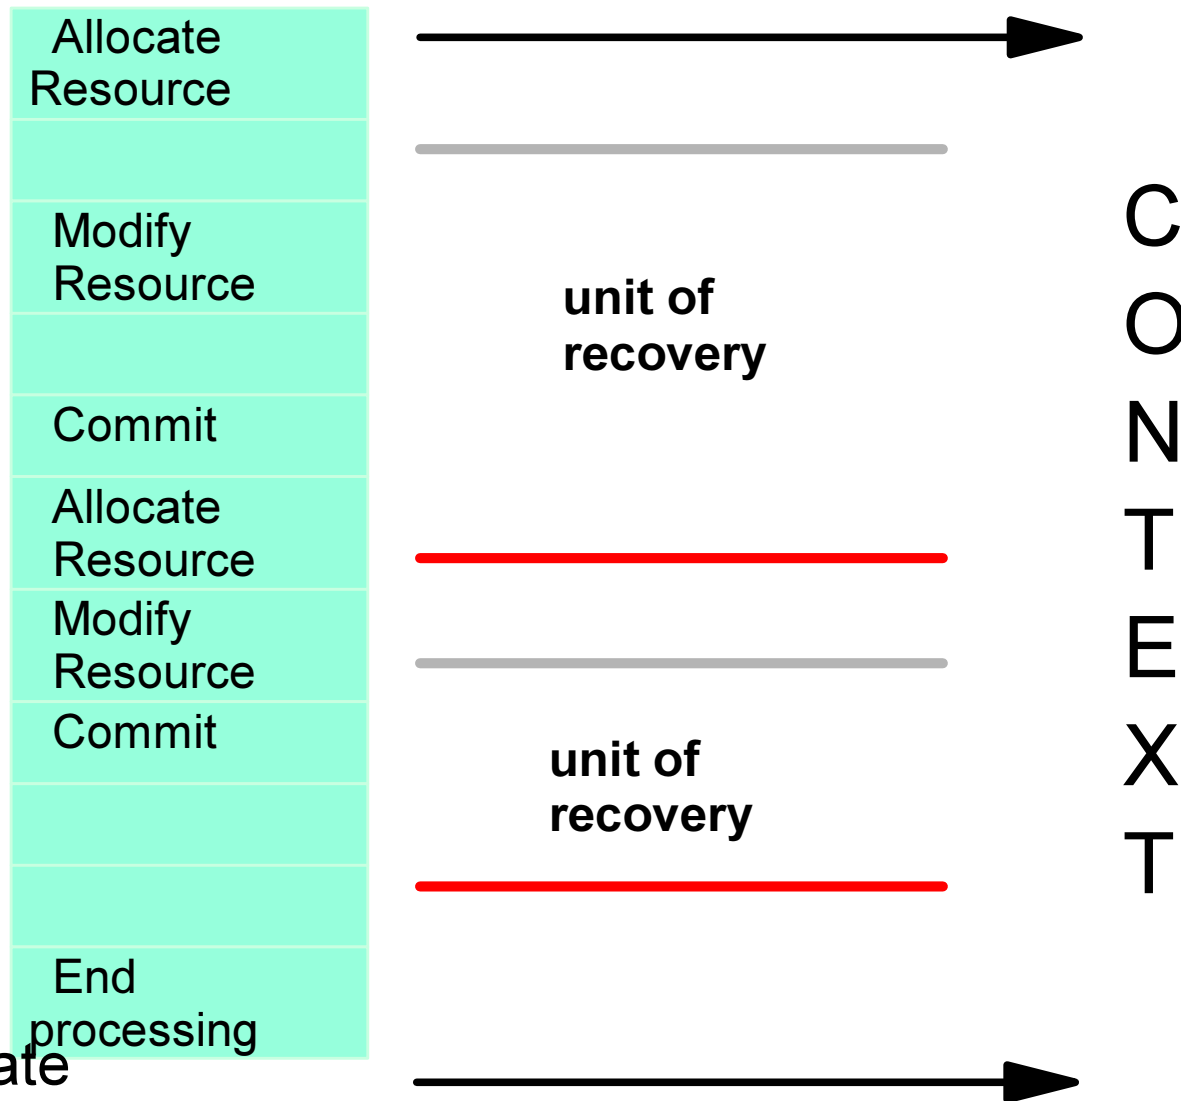 Allocate
Resource
Modify
Resource
unit of
recovery
Commit
Allocate
Resource
Modify
Resource
Commit
unit of
recovery
End
processing
C
O
N
T
E
X
T